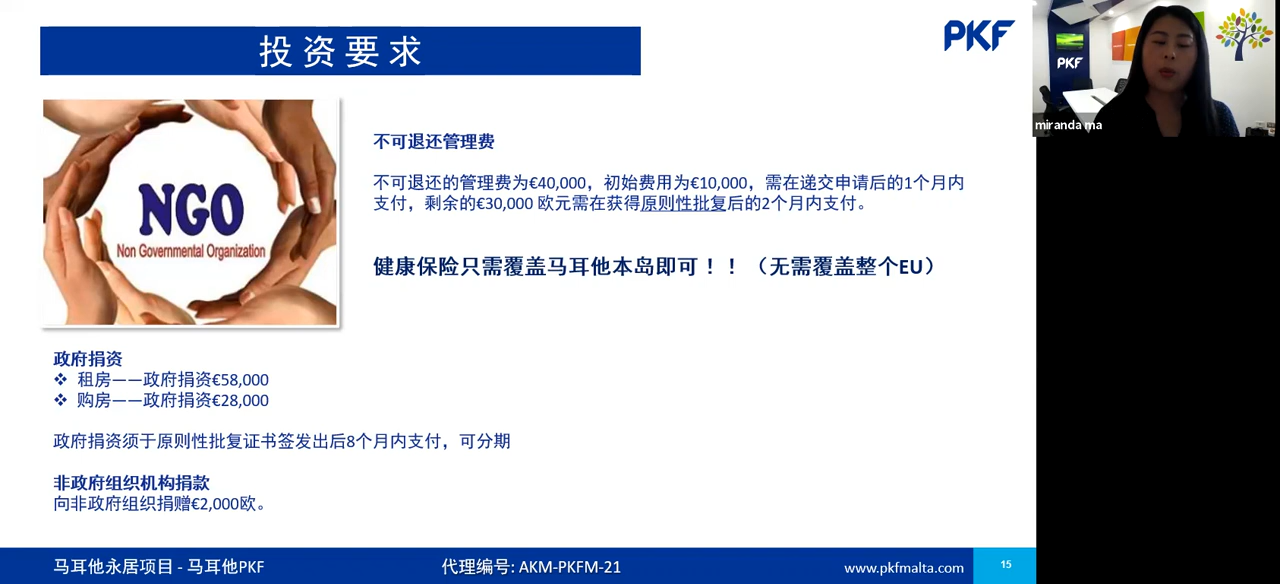 投资要求
PKF
PKF
miranda ma
NGO
Non Governmental Organization
不可退还管理费
不可退还的管理费为€40,000，初始费用为€10,000，需在递交申请后的1个月内
支付，剩余的€30,000 欧元需在获得原则性批复后的2个月内支付。
健康保险只需覆盖马耳他本岛即可！！（无需覆盖整个EU）
政府捐资
❖ 租房——政府捐资€58,000
❖ 购房——政府捐资€28,000
政府捐资须于原则性批复证书签发出后8个月内支付，可分期
非政府组织机构捐款
向非政府组织捐赠€2,000欧。
马耳他永居项目 - 马耳他PKF
代理编号: AKM-PKFM-21
www.pkfmalta.com
15